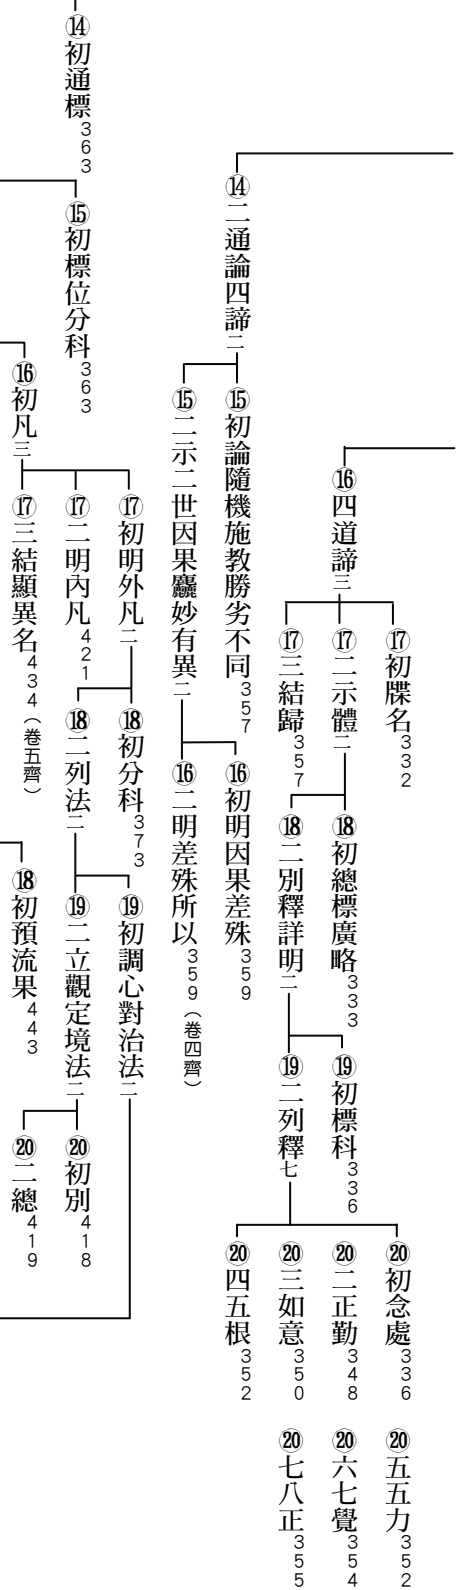 ⑯四道諦三
⑰初牒名332
⑰二示體二
⑱初總標廣略333
⑱二別釋詳明二
⑲初標科336
⑲二列釋七
⑳初念處336
⑳二正勤348
⑳三如意350
⑳四五根352
⑳五五力352
⑳六七覺354
⑳七八正355
⑰三結歸357
⑭二通論四諦二
⑮初論隨機施教勝劣不同357
⑮二示二世因果麤妙有異二
⑯初明因果差殊359
⑯二明差殊所以359（卷四齊）
⑭初通標363
⑮初標位分科363
⑯初凡三
⑰初明外凡二
⑱初分科373
⑱二列法二
⑲初調心對治法二
⑲二立觀定境法二
⑳初別418
⑳二總419
⑰二明內凡421
⑰三結顯異名434（卷五齊）
⑱初預流果443